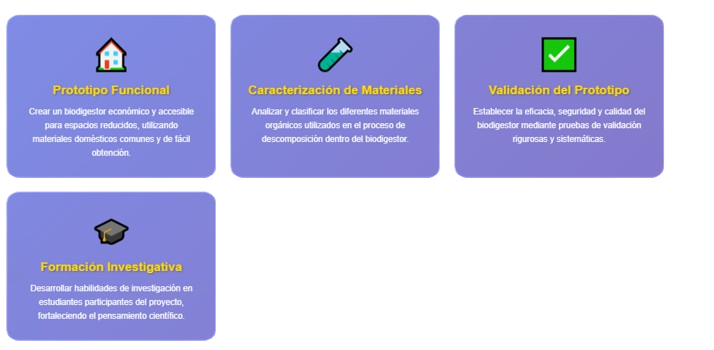 Prototipo Funcional
Crear un biodigestor económico y accesible
para espacios reducidos, utilizando
materiales domésticos comunes y de fácil
obtención.
Caracterización de Materiales
Analizar y clasificar los diferentes materiales
orgánicos utilizados en el proceso de
descomposición dentro del biodigestor.
Validación del Prototipo
Establecer la eficacia, seguridad y calidad del
biodigestor mediante pruebas de validación
rigurosas y sistemáticas.
Formación Investigativa
Desarrollar habilidades de investigación en
estudiantes participantes del proyecto,
fortaleciendo el pensamiento científico.